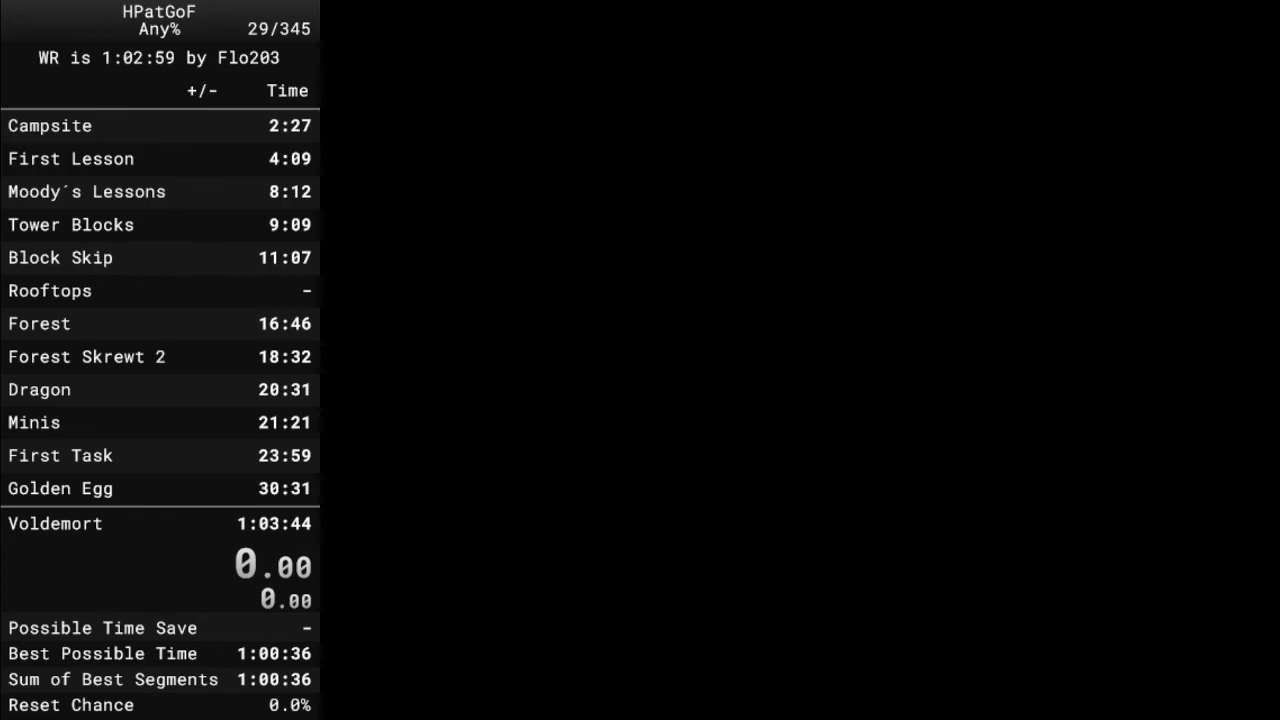 HPatGoF
Any% 29/345
WR is 1:02:59 by Flo203
+/- Time
Campsite 2:27
First Lesson 4:09
Moody´s Lessons 8:12
Tower Blocks 9:09
Block Skip 11:07
Rooftops -
Forest 16:46
Forest Skrewt 2 18:32
Dragon 20:31
Minis 21:21
First Task 23:59
Golden Egg 30:31
Voldemort 1:03:44
0.00
0.00
Possible Time Save -
Best Possible Time 1:00:36
Sum of Best Segments 1:00:36
Reset Chance 0.0%